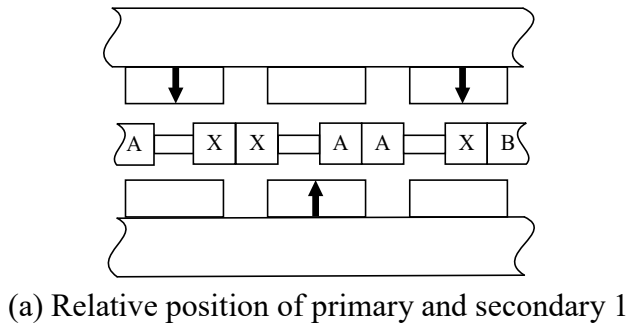 A X X A A X B
(a) Relative position of primary and secondary 1